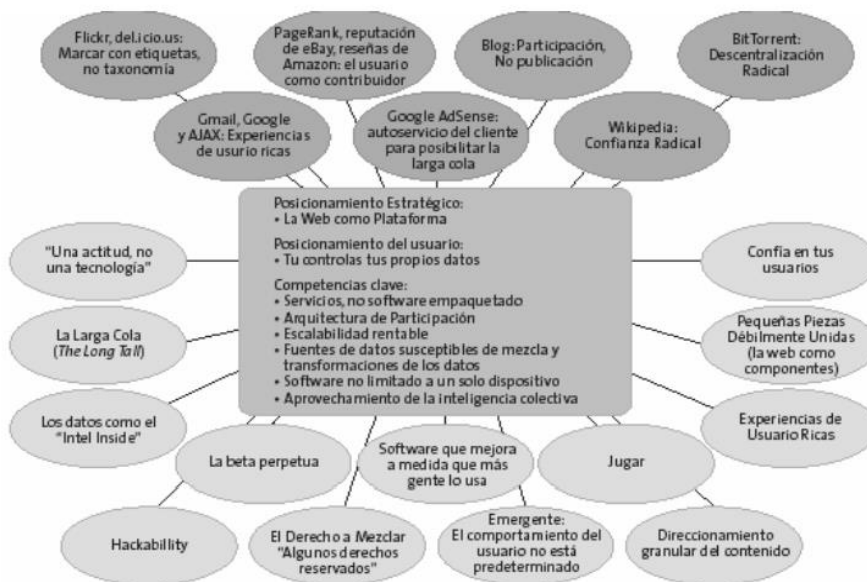 Flickr, del.icio.us:
Marcar con etiquetas,
no taxonomía
PageRank, reputación
de eBay, reseñas de
Amazon: el usuario
como contribuidor
Blog: Participación,
No publicación
BitTorrent:
Descentralización
Radical
Gmail, Google
y AJAX: Experiencias
de usurio ricas
Google AdSense:
autoservicio del cliente
para posibilitar la
larga cola
Wikipedia:
Confianza Radical
Posicionamiento Estratégico:
• La Web como Plataforma
Posicionamiento del usuario:
• Tu controlas tus propios datos
Competencias clave:
• Servicios, no software empaquetado
• Arquitectura de Participación
• Escalabilidad rentable
• Fuentes de datos susceptibles de mezcla y
transformaciones de los datos
• Software no limitado a un solo dispositivo
• Aprovechamiento de la inteligencia colectiva
"Una actitud, no
una tecnología"
La Larga Cola
(The Long Tall)
Los datos como el
"Intel Inside"
Confía en tus
usuarios
Pequeñas Piezas
Débilmente Unidas
(la web como
componentes)
Experiencias de
Usuario Ricas
La beta perpetua
Software que mejora
a medida que más
gente lo usa
Jugar
Hackabillity
El Derecho a Mezclar
"Algunos derechos
reservados"
Emergente:
El comportamiento del
usuario no está
predeterminado
Direccionamiento
granular del contenido